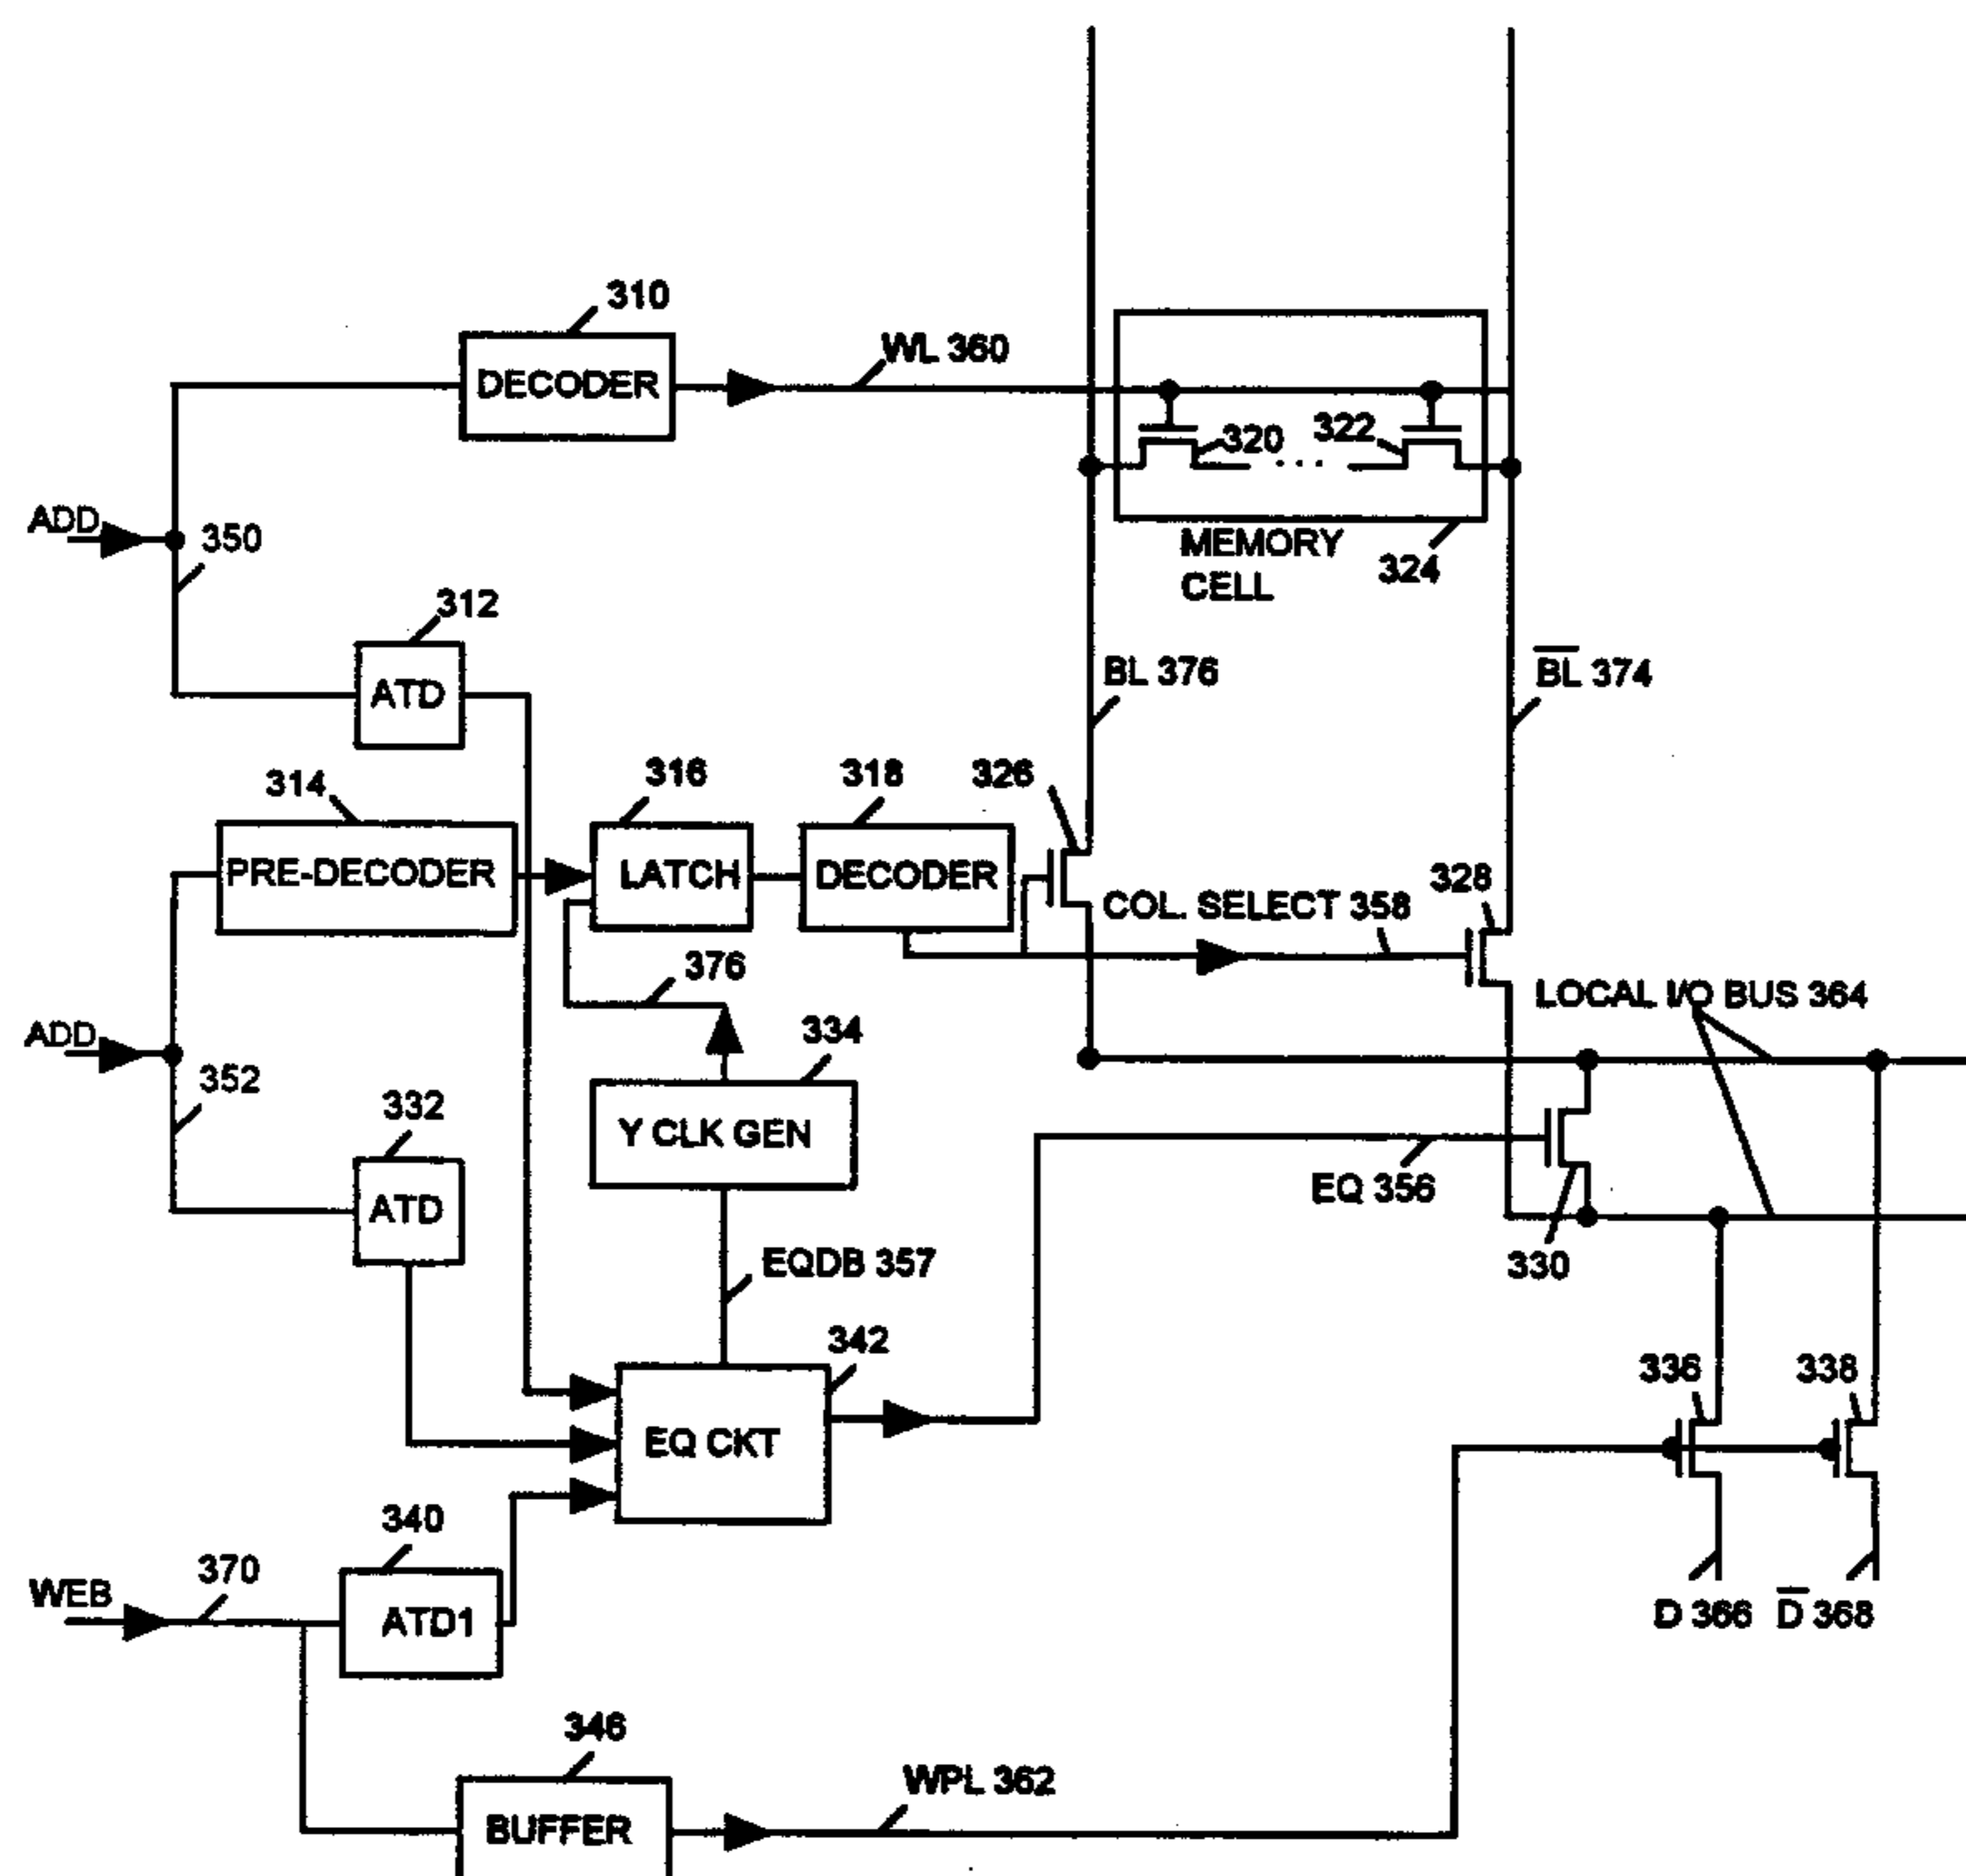 310
DECODER
WL 360
320
322
ADD
350
MEMORY
CELL
324
312
ATD
BL 376
BL 374
314
316
318
326
PRE-DECODER
LATCH
DECODER
328
COL. SELECT 358
376
LOCAL I/O BUS 364
ADD
334
352
332
Y CLK GEN
ATD
EQ 356
330
EQDB 357
342
336
338
EQ CKT
340
WEB
370
ATD1
D 366
D 368
346
WPL 362
BUFFER